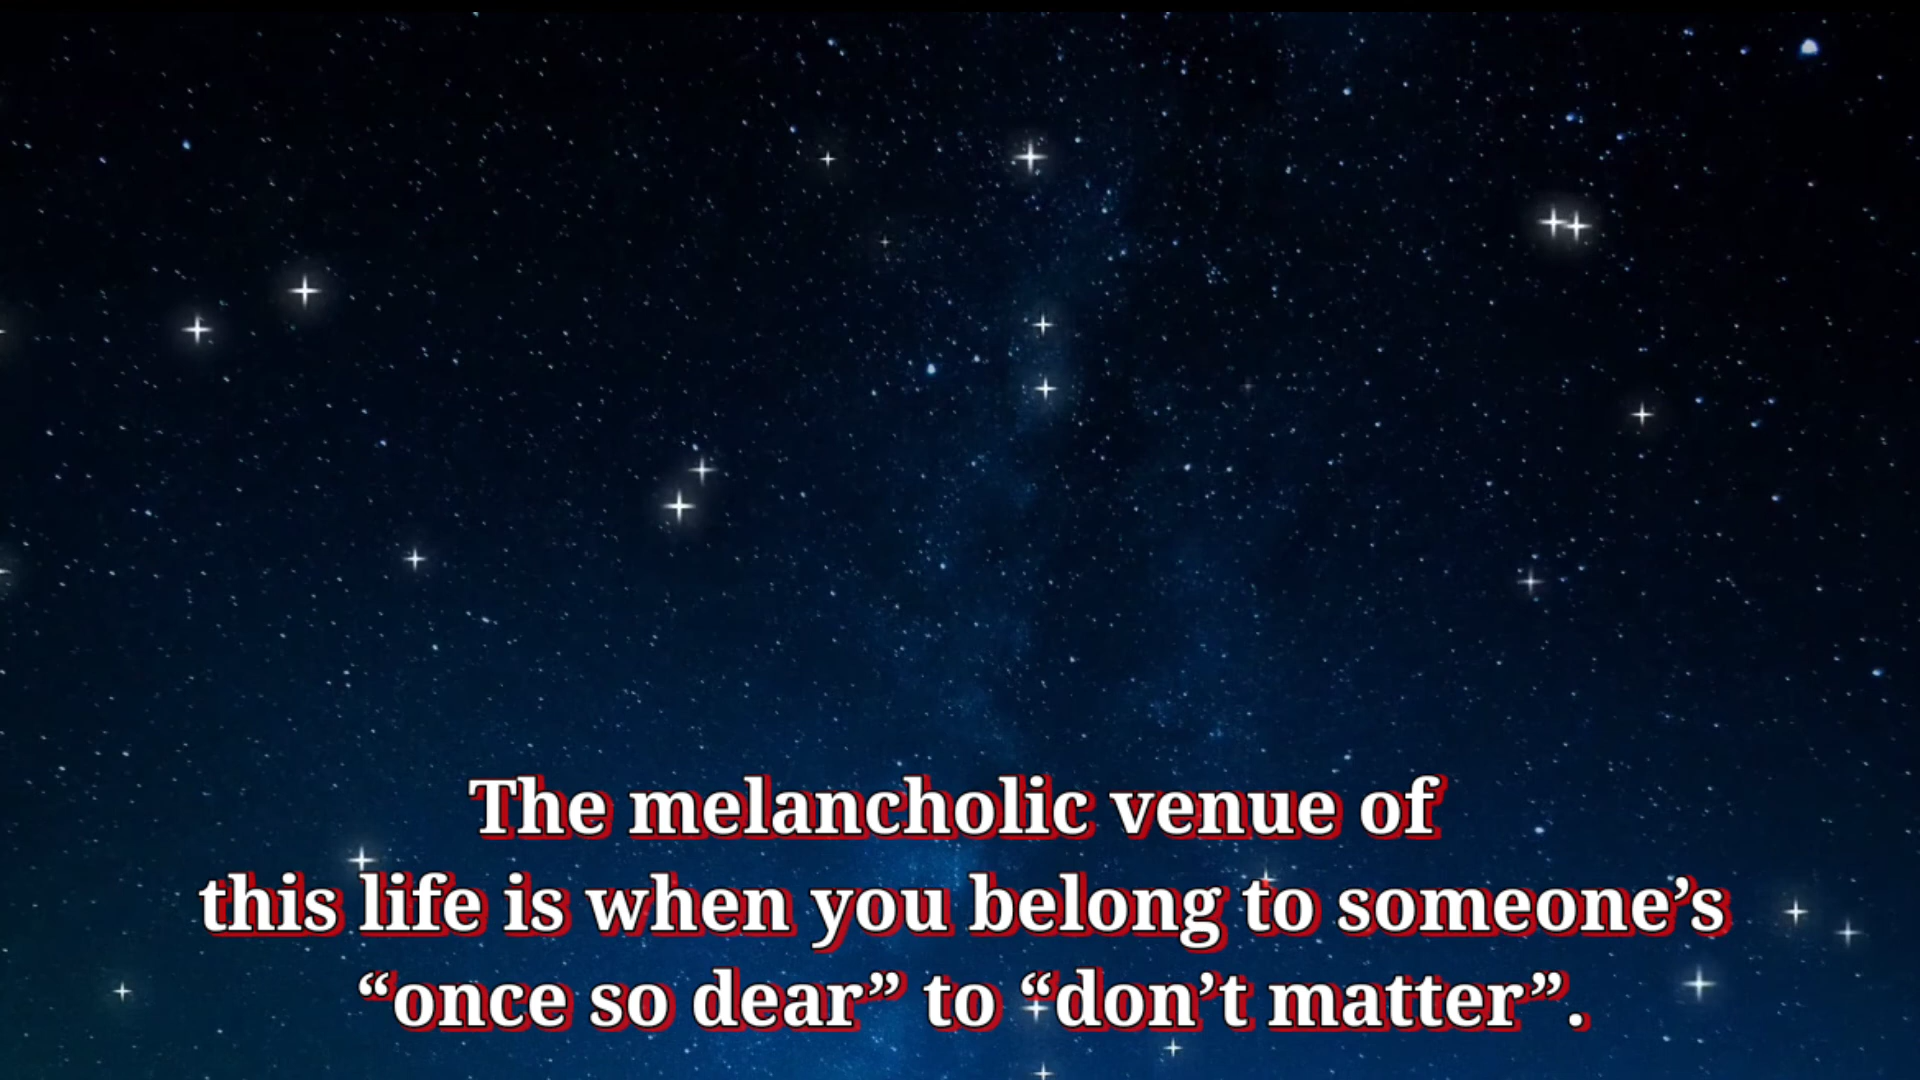 The melancholic venue of
this life is when you belong to someone’s
“once so dear” to “don’t matter”.